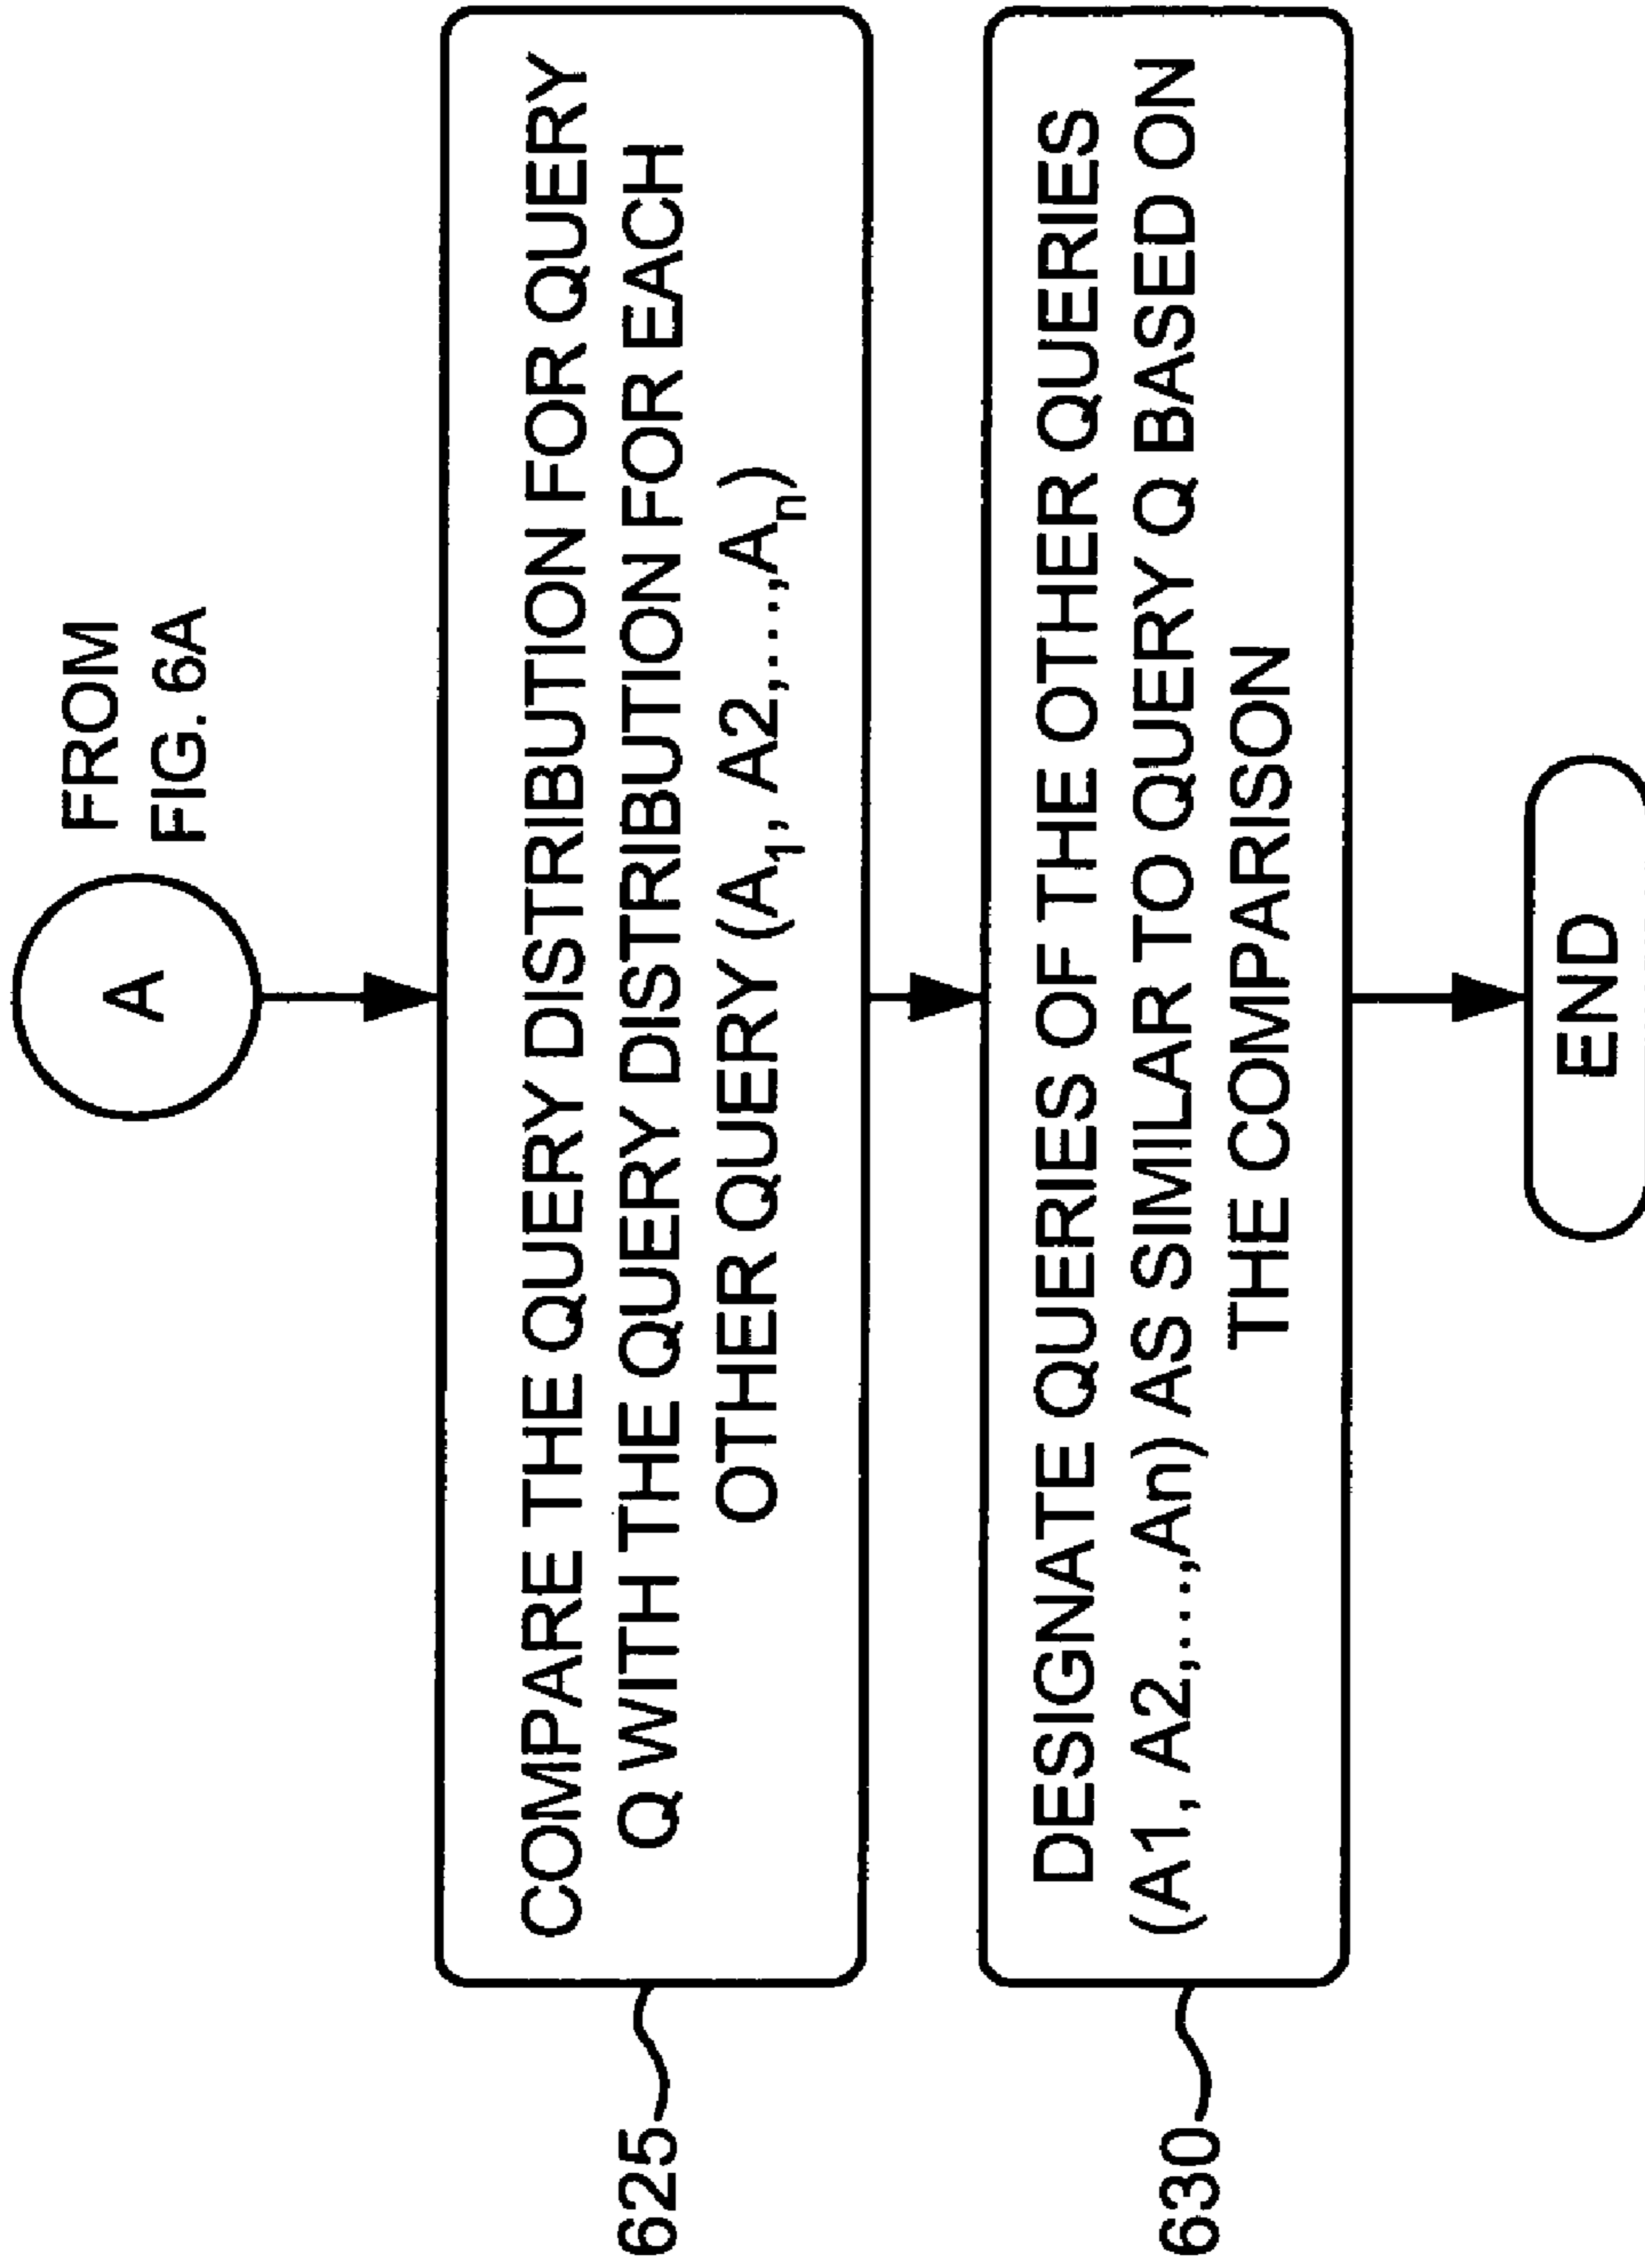 FROM
FIG. 6A
A
COMPARE THE QUERY DISTRIBUTION FOR QUERY
Q WITH THE QUERY DISTRIBUTION FOR EACH
OTHER QUERY (A₁, A2,...,Aₙ)
625
DESIGNATE QUERIES OF THE OTHER QUERIES
(A1, A2,...,An) AS SIMILAR TO QUERY Q BASED ON
THE COMPARISON
630
END